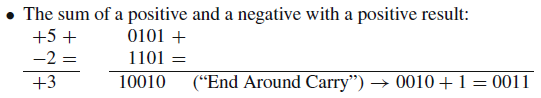 • The sum of a positive and a negative with a positive result:
+5 + 0101 +
−2 = 1101 =
+3 10010 (“End Around Carry”) → 0010 + 1 = 0011